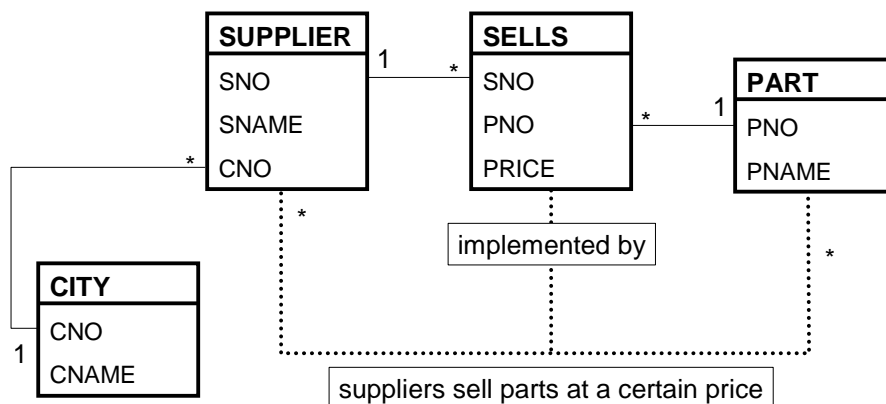 SUPPLIER
SNO
SNAME
CNO
1
*
SELLS
SNO
PNO
PRICE
*
1
PART
PNO
PNAME
*
*
*
implemented by
CITY
CNO
CNAME
1
suppliers sell parts at a certain price